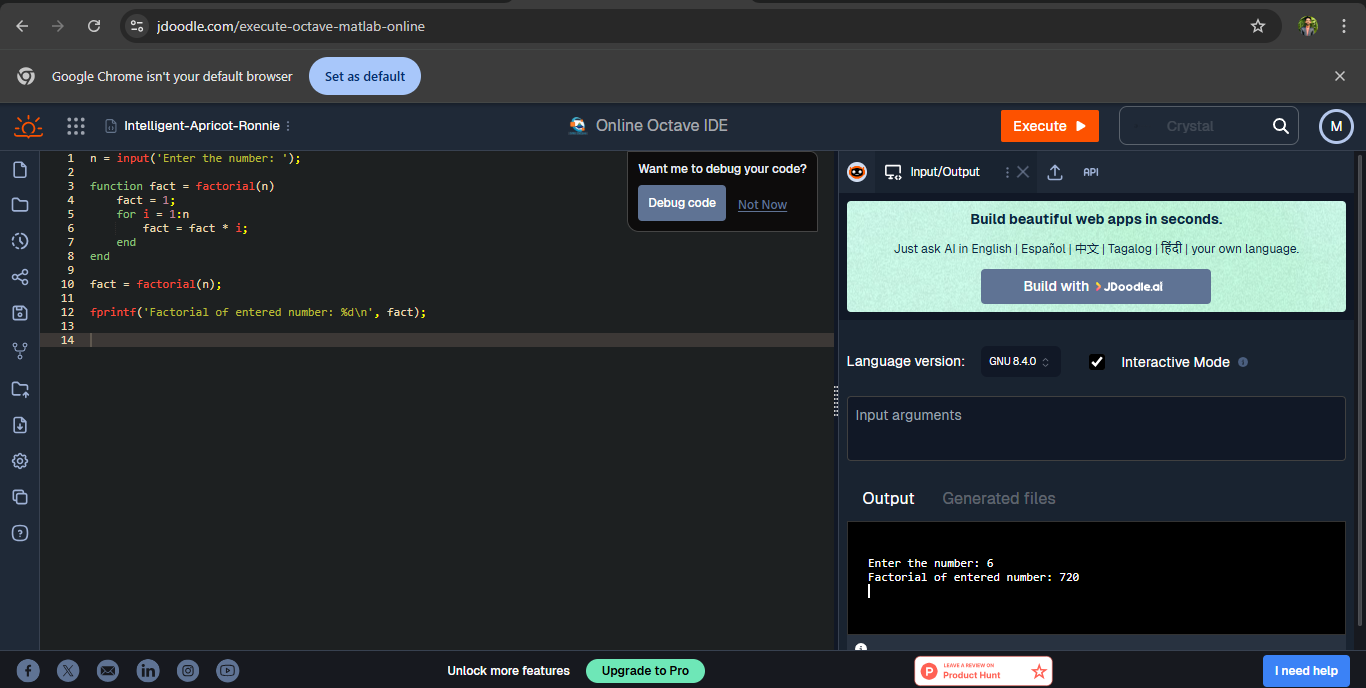 jdoodle.com/execute-octave-matlab-online
Google Chrome isn't your default browser
Set as default
Intelligent-Apricot-Ronnie
Online Octave IDE
Execute
Crystal
M
1 n = input('Enter the number: ');
2
3 function fact = factorial(n)
4 fact = 1;
5 for i = 1:n
6 fact = fact * i;
7 end
8 end
9
10 fact = factorial(n);
11
12 fprintf('Factorial of entered number: %d\n', fact);
13
14
Want me to debug your code?
Debug code
Not Now
Input/Output
API
Build beautiful web apps in seconds.
Just ask AI in English | Español | 中文 | Tagalog | हिंदी | your own language.
Build with JDoodle.ai
Language version:
GNU 8.4.0
Interactive Mode
Input arguments
Output
Generated files
Enter the number: 6
Factorial of entered number: 720
Unlock more features
Upgrade to Pro
P
LEAVE A REVIEW ON
Product Hunt
I need help